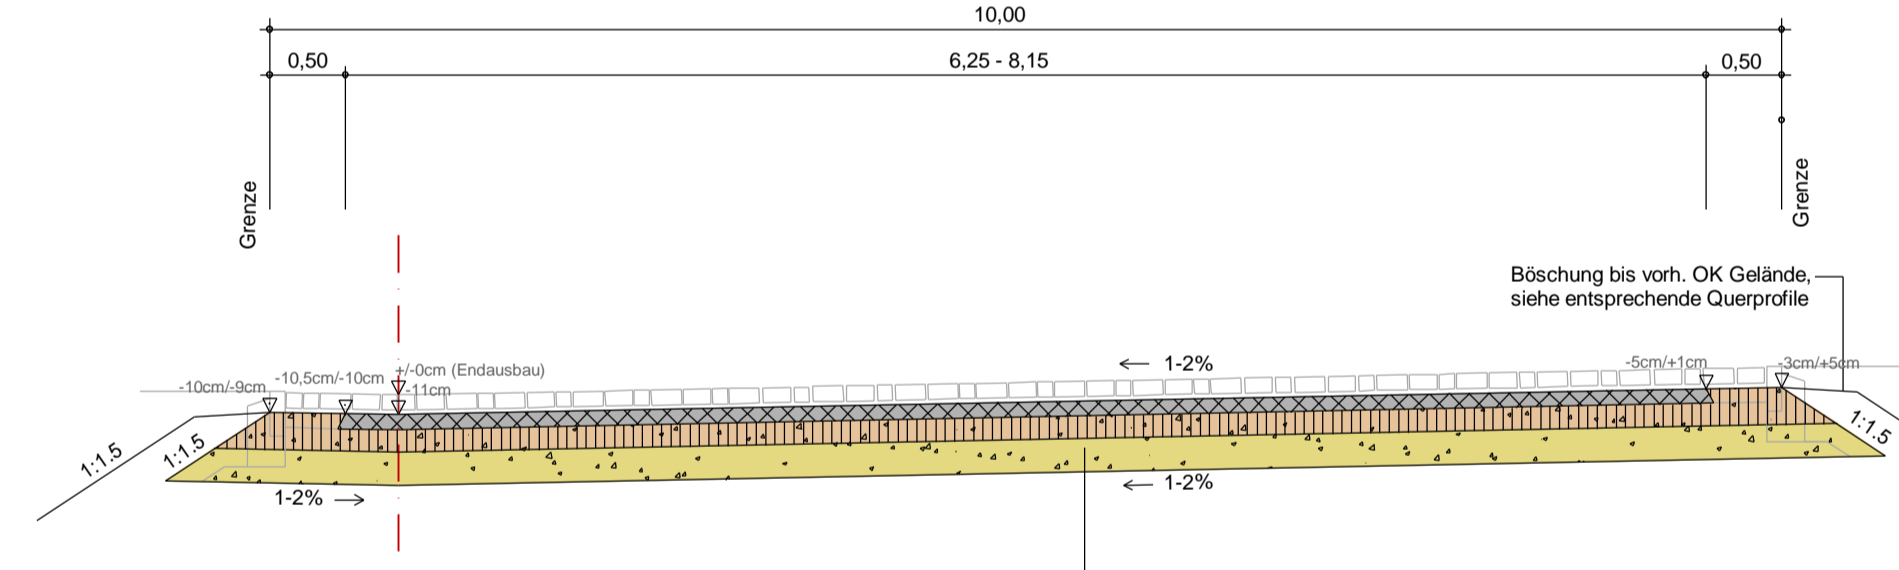 10,00
0,50
6,25 - 8,15
0,50
Grenze
Grenze
Böschung bis vorh. OK Gelände,
siehe entsprechende Querprofile
1-2%
-10cm/-9cm
-10,5cm/-10cm
+/-0cm (Endausbau)
-11cm
-5cm/+1cm
-3cm/+5cm
1:1.5
1:1.5
1:1.5
1-2%
1-2%